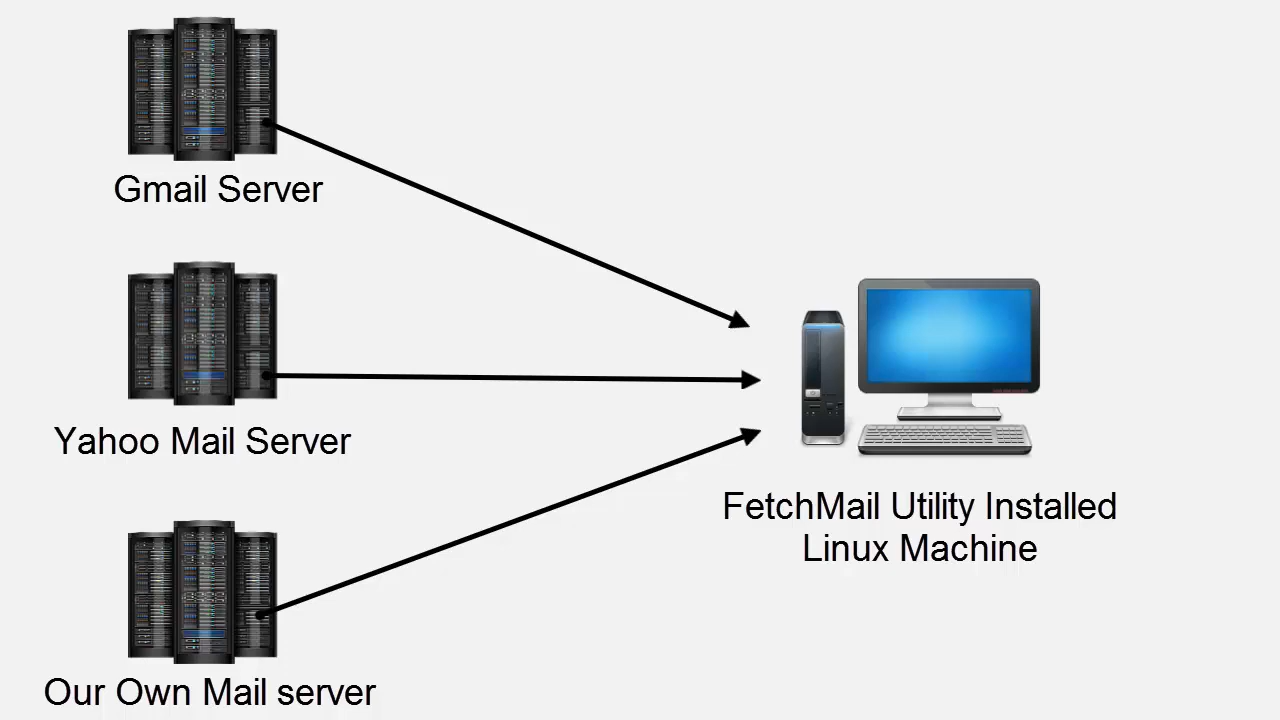 Gmail Server
Yahoo Mail Server
FetchMail Utility Installed
Linux Machine
Our Own Mail server